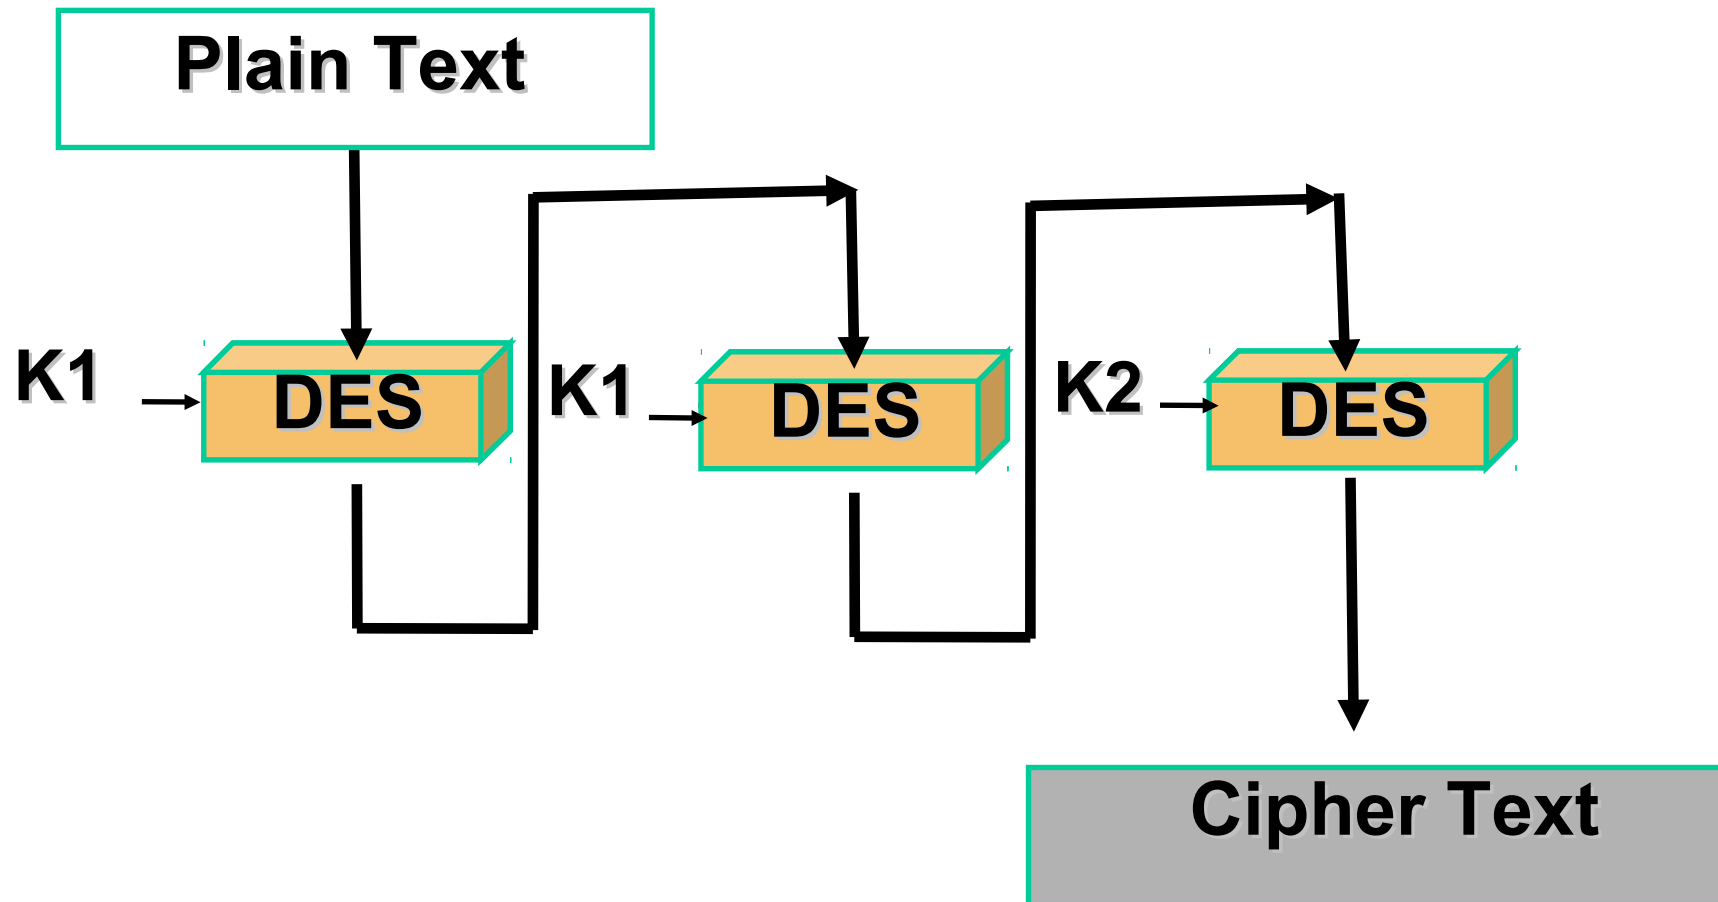 Plain Text
K1
DES
K1
DES
K2
DES
Cipher Text